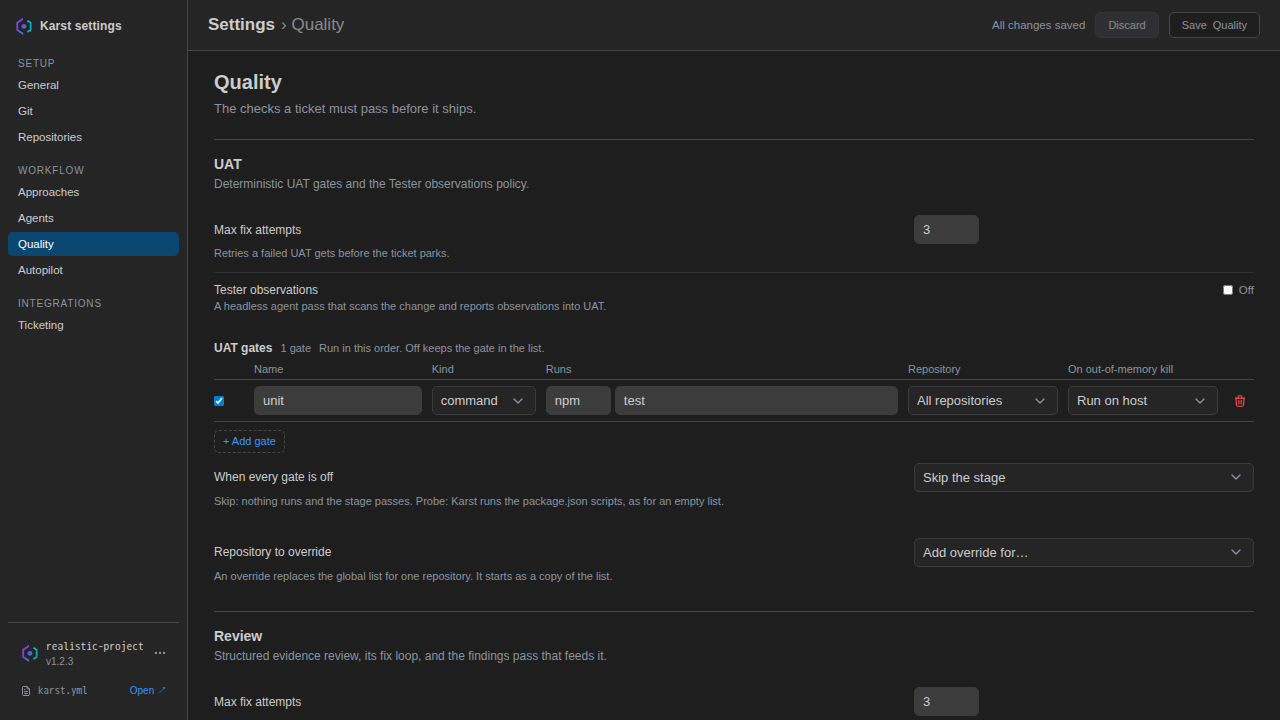 Karst settings
Settings › Quality
All changes saved
Discard
Save Quality
SETUP
General
Git
Repositories
WORKFLOW
Approaches
Agents
Quality
Autopilot
INTEGRATIONS
Ticketing
realistic-project
v1.2.3
karst.yml
Open ↗
Quality
The checks a ticket must pass before it ships.
UAT
Deterministic UAT gates and the Tester observations policy.
Max fix attempts
3
Retries a failed UAT gets before the ticket parks.
Tester observations
Off
A headless agent pass that scans the change and reports observations into UAT.
UAT gates 1 gate Run in this order. Off keeps the gate in the list.
Name Kind Runs Repository On out-of-memory kill
unit command npm test All repositories Run on host
+ Add gate
When every gate is off
Skip the stage
Skip: nothing runs and the stage passes. Probe: Karst runs the package.json scripts, as for an empty list.
Repository to override
Add override for…
An override replaces the global list for one repository. It starts as a copy of the list.
Review
Structured evidence review, its fix loop, and the findings pass that feeds it.
Max fix attempts
3